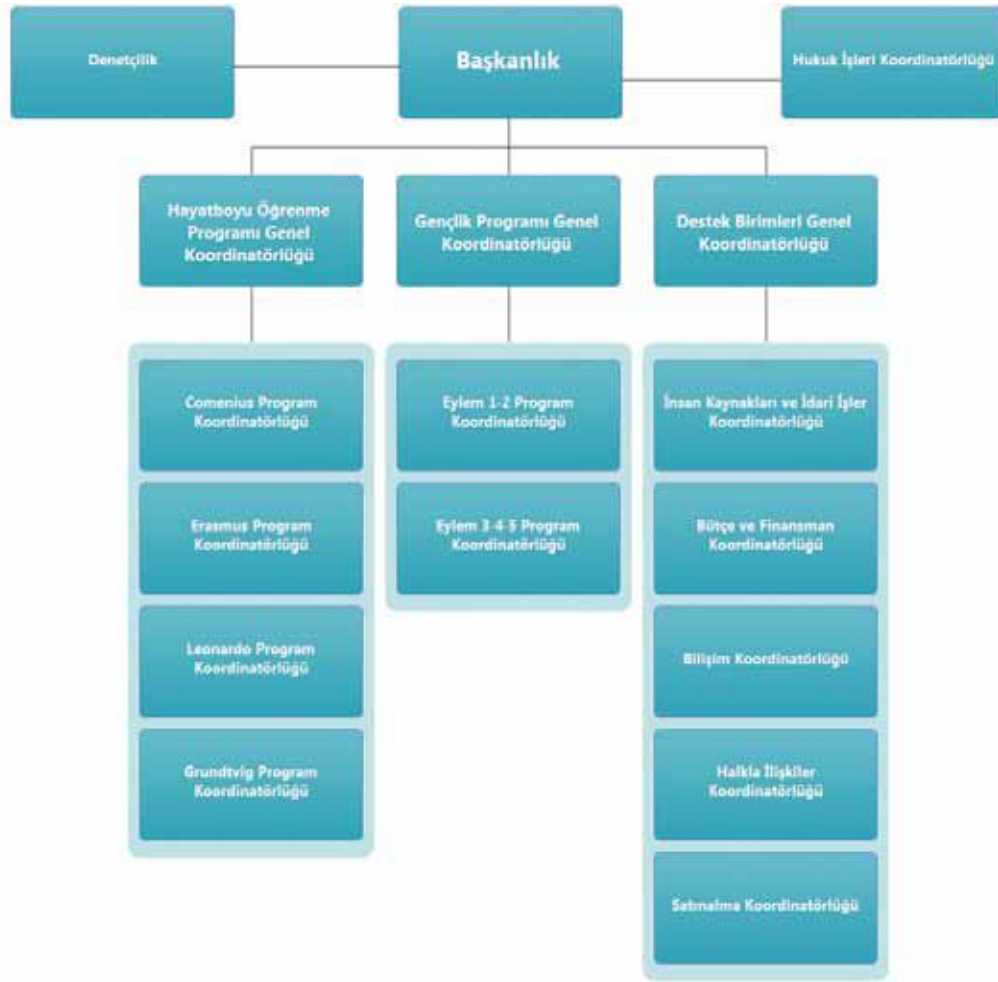 Denetçilik
Başkanlık
Hukuk İşleri Koordinatörlüğü
Hayatboyu Öğrenme
Programı Genel
Koordinatörlüğü
Gençlik Programı Genel
Koordinatörlüğü
Destek Birimleri Genel
Koordinatörlüğü
Comenius Program
Koordinatörlüğü
Erasmus Program
Koordinatörlüğü
Leonardo Program
Koordinatörlüğü
Grundtvig Program
Koordinatörlüğü
Eylem 1-2 Program
Koordinatörlüğü
Eylem 3-4-5 Program
Koordinatörlüğü
İnsan Kaynakları ve İdari İşler
Koordinatörlüğü
Bütçe ve Finansman
Koordinatörlüğü
Bilişim Koordinatörlüğü
Halkla İlişkiler
Koordinatörlüğü
Satınalma Koordinatörlüğü